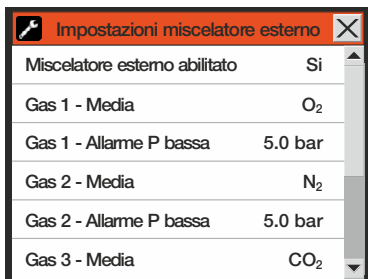 Impostazioni miscelatore esterno
Miscelatore esterno abilitato Si
Gas 1 - Media O₂
Gas 1 - Allarme P bassa 5.0 bar
Gas 2 - Media N₂
Gas 2 - Allarme P bassa 5.0 bar
Gas 3 - Media CO₂